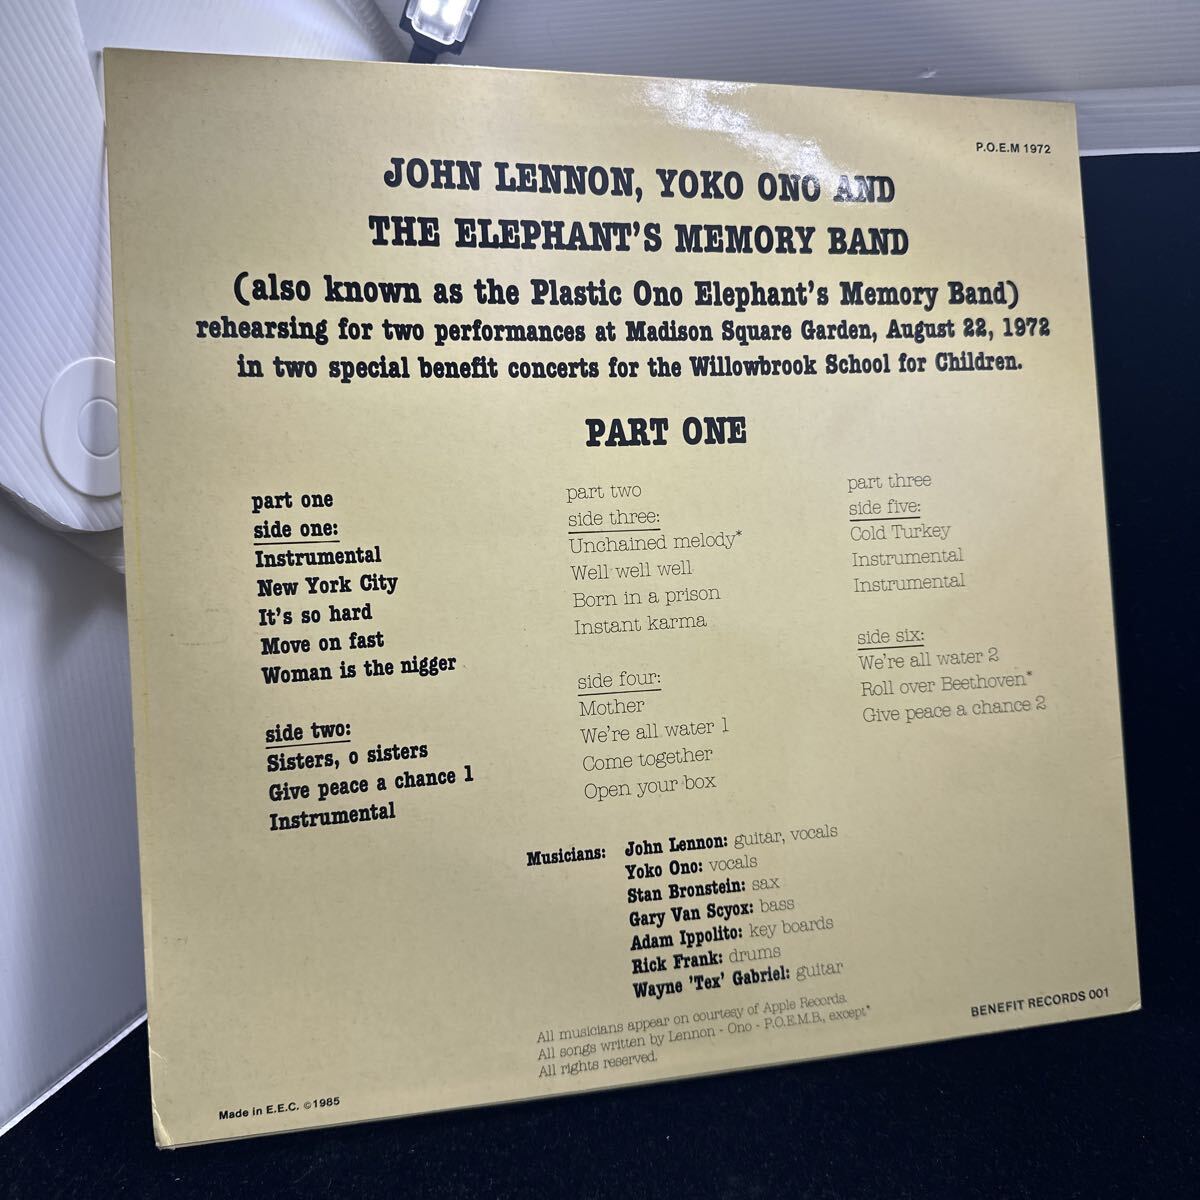 P.O.E.M 1972
JOHN LENNON, YOKO ONO AND
THE ELEPHANT'S MEMORY BAND
(also known as the Plastic Ono Elephant's Memory Band)
rehearsing for two performances at Madison Square Garden, August 22, 1972
in two special benefit concerts for the Willowbrook School for Children.
PART ONE
part one
side one:
Instrumental
New York City
It's so hard
Move on fast
Woman is the nigger
side two:
Sisters, o sisters
Give peace a chance 1
Instrumental
part two
side three:
Unchained melody*
Well well well
Born in a prison
Instant karma
side four:
Mother
We're all water 1
Come together
Open your box
part three
side five:
Cold Turkey
Instrumental
Instrumental
side six:
We're all water 2
Roll over Beethoven*
Give peace a chance 2
Musicians: John Lennon: guitar, vocals
Yoko Ono: vocals
Stan Bronstein: sax
Gary Van Scyox: bass
Adam Ippolito: key boards
Rick Frank: drums
Wayne 'Tex' Gabriel: guitar
All musicians appear on courtesy of Apple Records.
All songs written by Lennon - Ono - P.O.E.M.B., except*
All rights reserved.
BENEFIT RECORDS 001
Made in E.E.C. ©1985